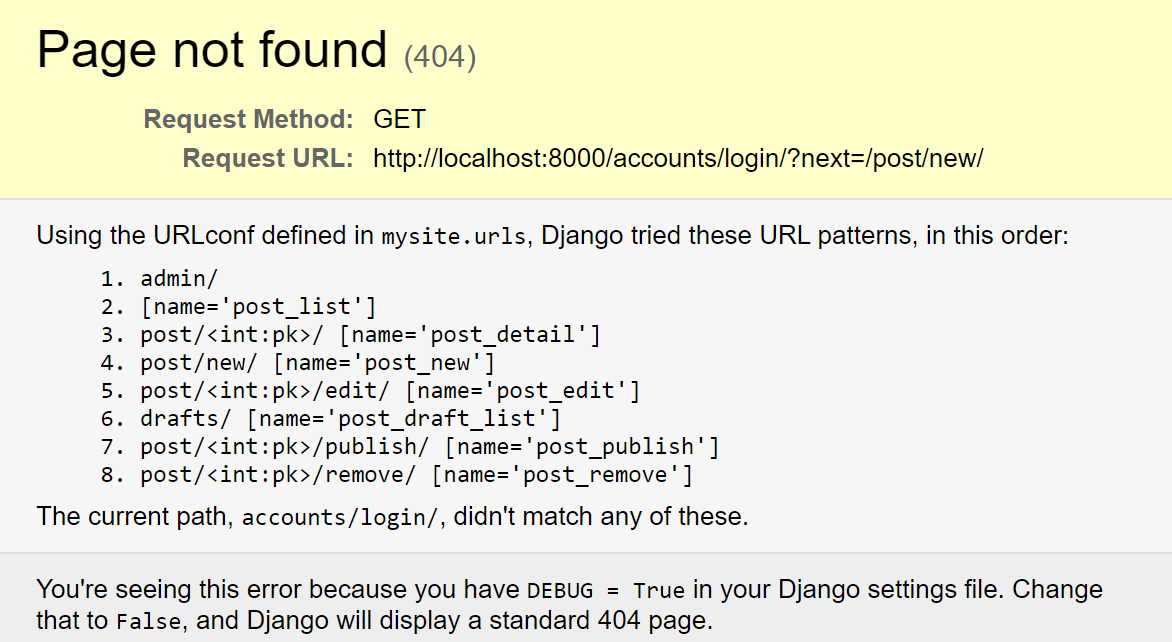 Page not found (404)
Request Method: GET
Request URL: http://localhost:8000/accounts/login/?next=/post/new/
Using the URLconf defined in mysite.urls, Django tried these URL patterns, in this order:
1. admin/
2. [name='post_list']
3. post/<int:pk>/ [name='post_detail']
4. post/new/ [name='post_new']
5. post/<int:pk>/edit/ [name='post_edit']
6. drafts/ [name='post_draft_list']
7. post/<int:pk>/publish/ [name='post_publish']
8. post/<int:pk>/remove/ [name='post_remove']
The current path, accounts/login/, didn't match any of these.
You're seeing this error because you have DEBUG = True in your Django settings file. Change
that to False, and Django will display a standard 404 page.